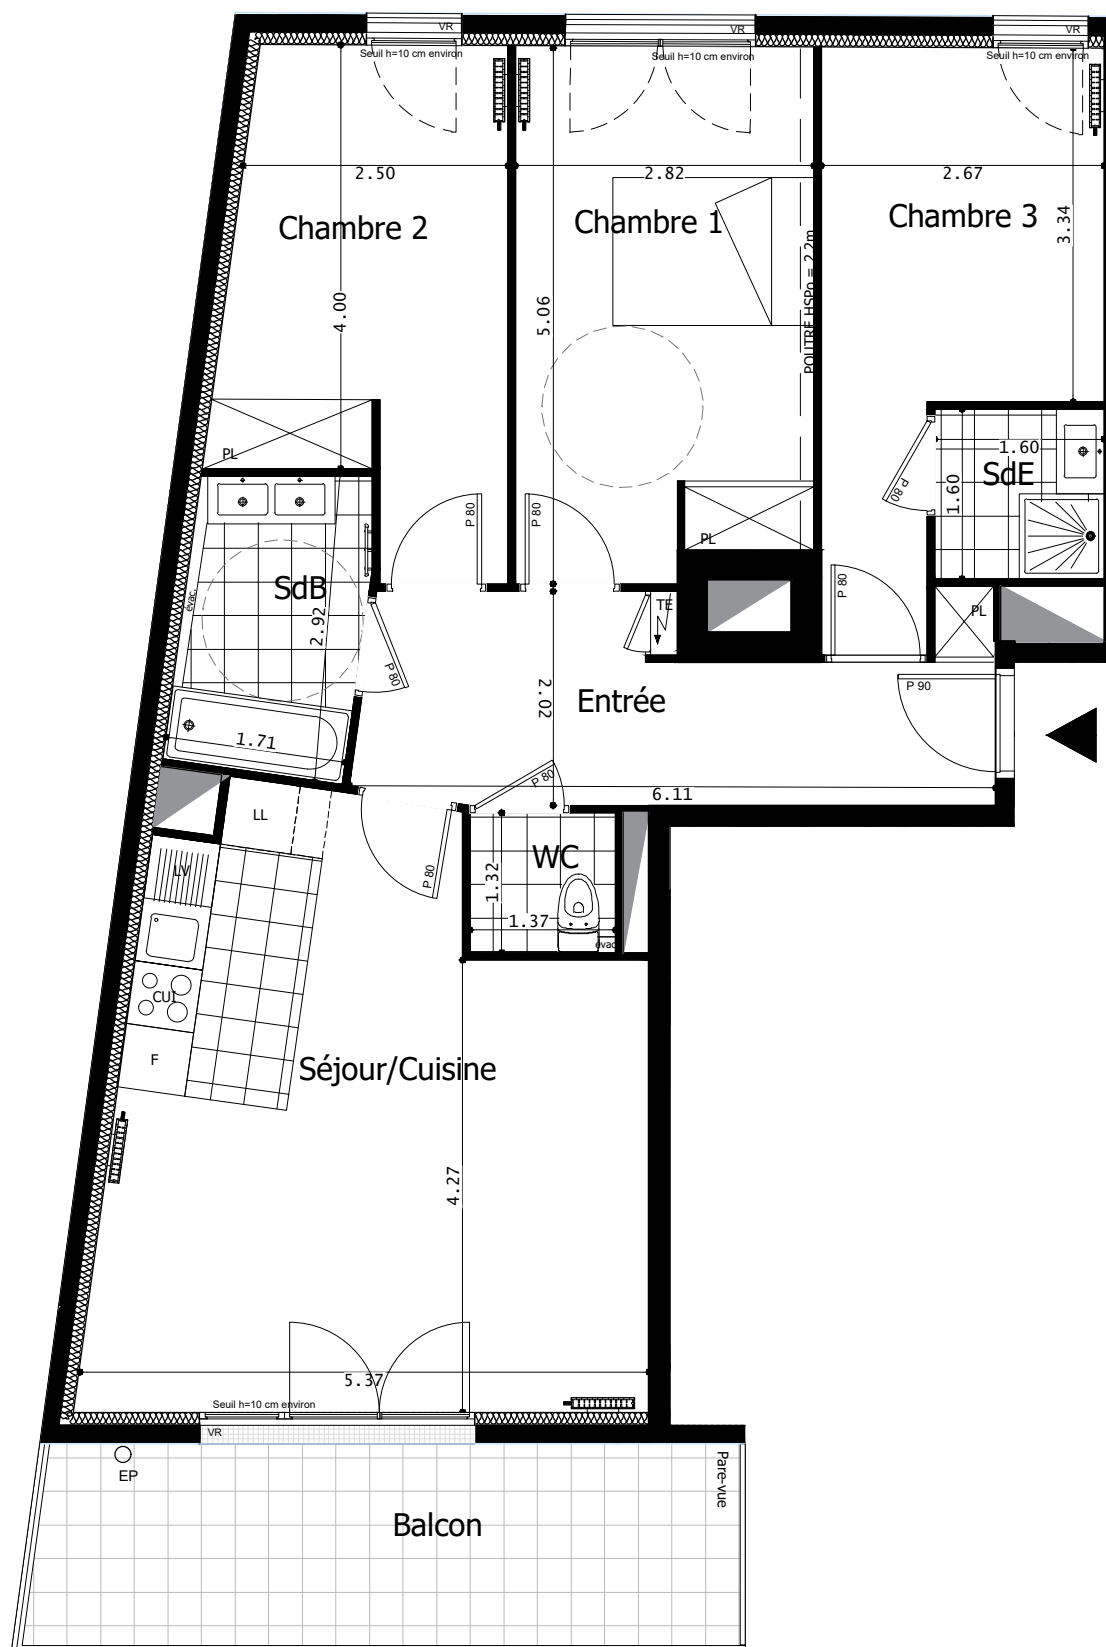 VR
VR
VR
Seuil h=10 cm environ
Seuil h=10 cm environ
Seuil h=10 cm environ
2.50
2.82
2.67
Chambre 2
Chambre 1
Chambre 3
3.34
4.00
5.06
POUTRE HSPo = 2.2m
PL
1.60
SdE
1.60
P 80
P 80
P 80
PL
SdB
évac.
2.92
P 80
TE
P 80
PL
P 80
2.02
Entrée
P 90
1.71
P 80
6.11
LL
LV
P 80
WC
1.32
1.37
évac.
CUI
F
Séjour/Cuisine
4.27
5.37
Seuil h=10 cm environ
VR
EP
Pare-vue
Balcon